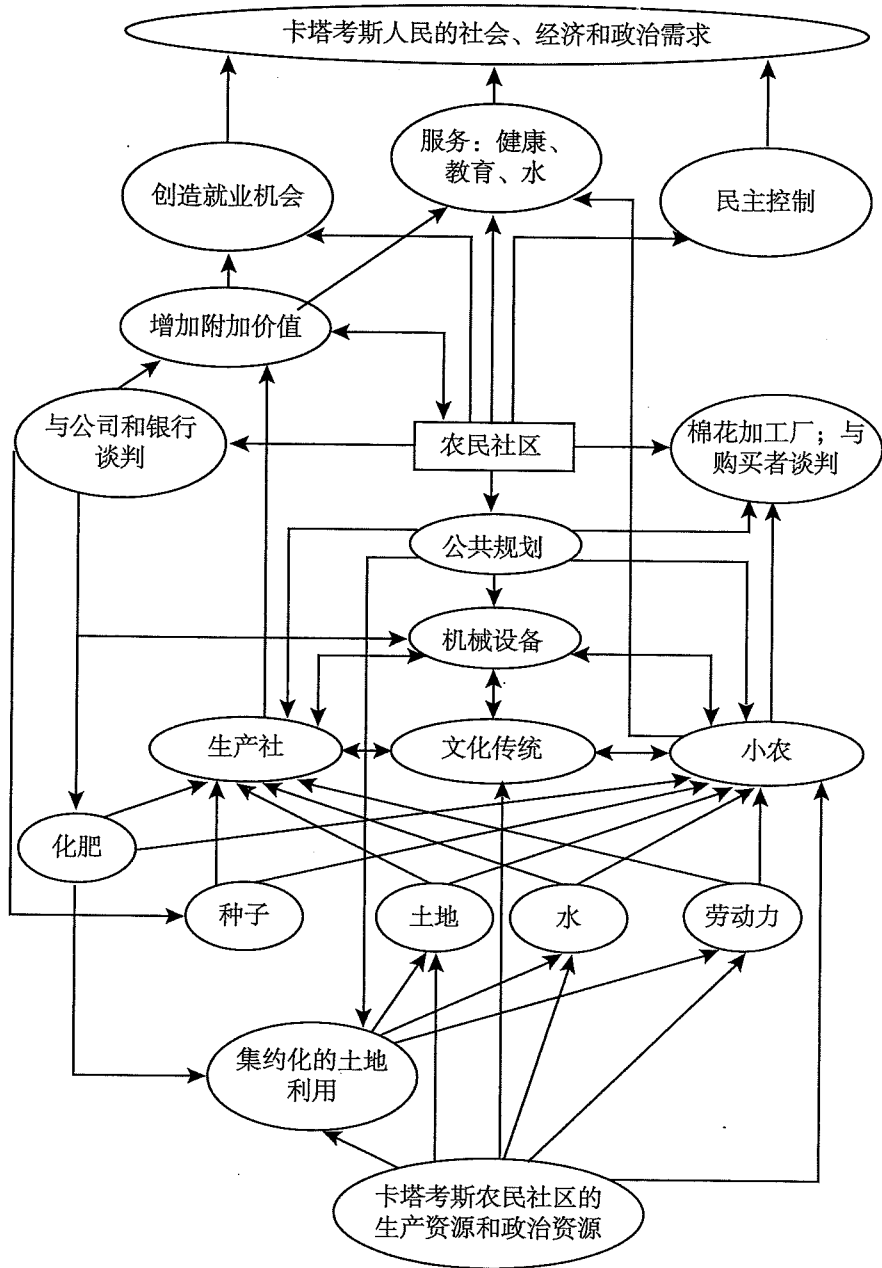 卡塔考斯人民的社会、经济和政治需求
服务：健康、
教育、水
创造就业机会
民主控制
增加附加价值
与公司和银行
谈判
农民社区
棉花加工厂；与
购买者谈判
公共规划
机械设备
生产社
文化传统
小农
化肥
种子
土地
水
劳动力
集约化的土地
利用
卡塔考斯农民社区的
生产资源和政治资源